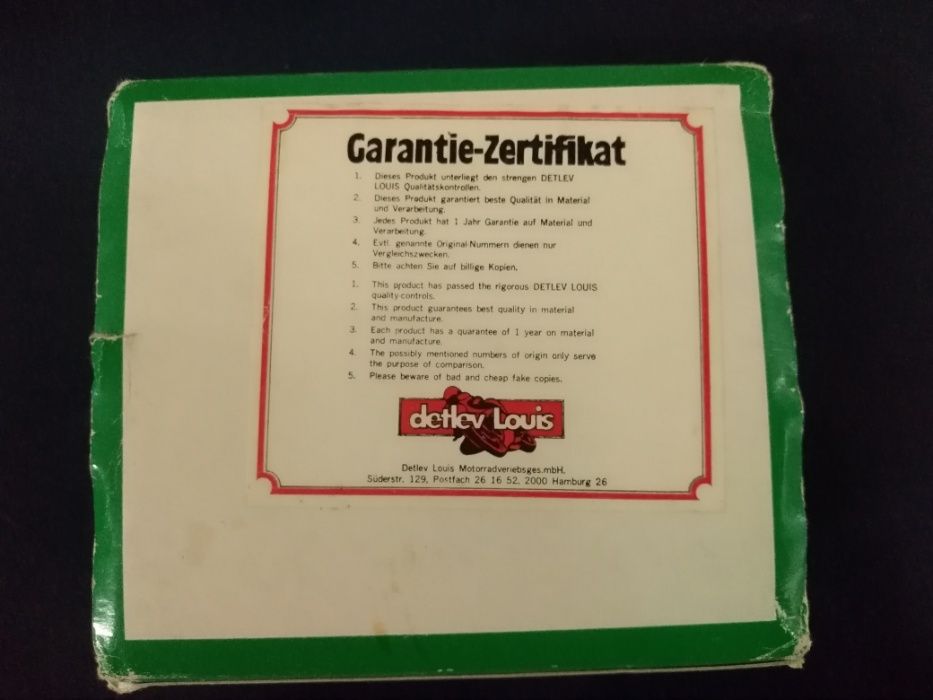 Garantie-Zertifikat
1. Dieses Produkt unterliegt den strengen DETLEV
LOUIS Qualitätskontrollen.
2. Dieses Produkt garantiert beste Qualität in Material
und Verarbeitung.
3. Jedes Produkt hat 1 Jahr Garantie auf Material und
Verarbeitung.
4. Evtl. genannte Original-Nummern dienen nur
Vergleichszwecken.
5. Bitte achten Sie auf billige Kopien.
1. This product has passed the rigorous DETLEV LOUIS
quality-controls.
2. This product guarantees best quality in material
and manufacture.
3. Each product has a quarantee of 1 year on material
and manufacture.
4. The possibly mentioned numbers of origin only serve
the purpose of comparison.
5. Please beware of bad and cheap fake copies.
detlev Louis
Detlev Louis Motorradveriebsges.mbH.
Süderstr. 129, Postfach 26 16 52, 2000 Hamburg 26